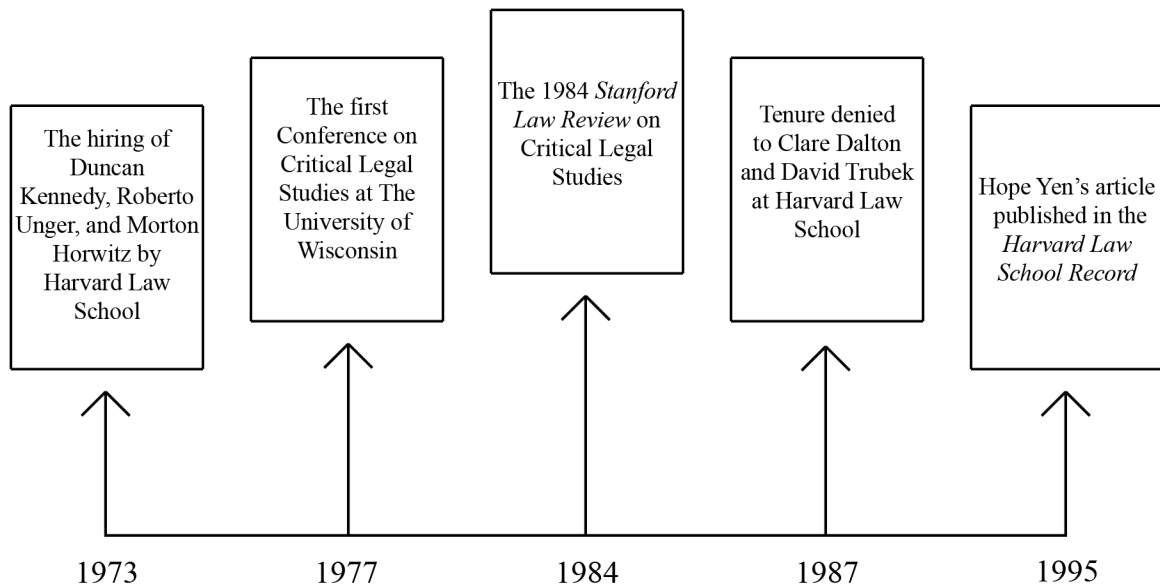 The hiring of
Duncan
Kennedy, Roberto
Unger, and Morton
Horwitz by
Harvard Law
School
The first
Conference on
Critical Legal
Studies at The
University of
Wisconsin
The 1984 Stanford
Law Review on
Critical Legal
Studies
Tenure denied
to Clare Dalton
and David Trubek
at Harvard Law
School
Hope Yen’s article
published in the
Harvard Law
School Record
1973
1977
1984
1987
1995